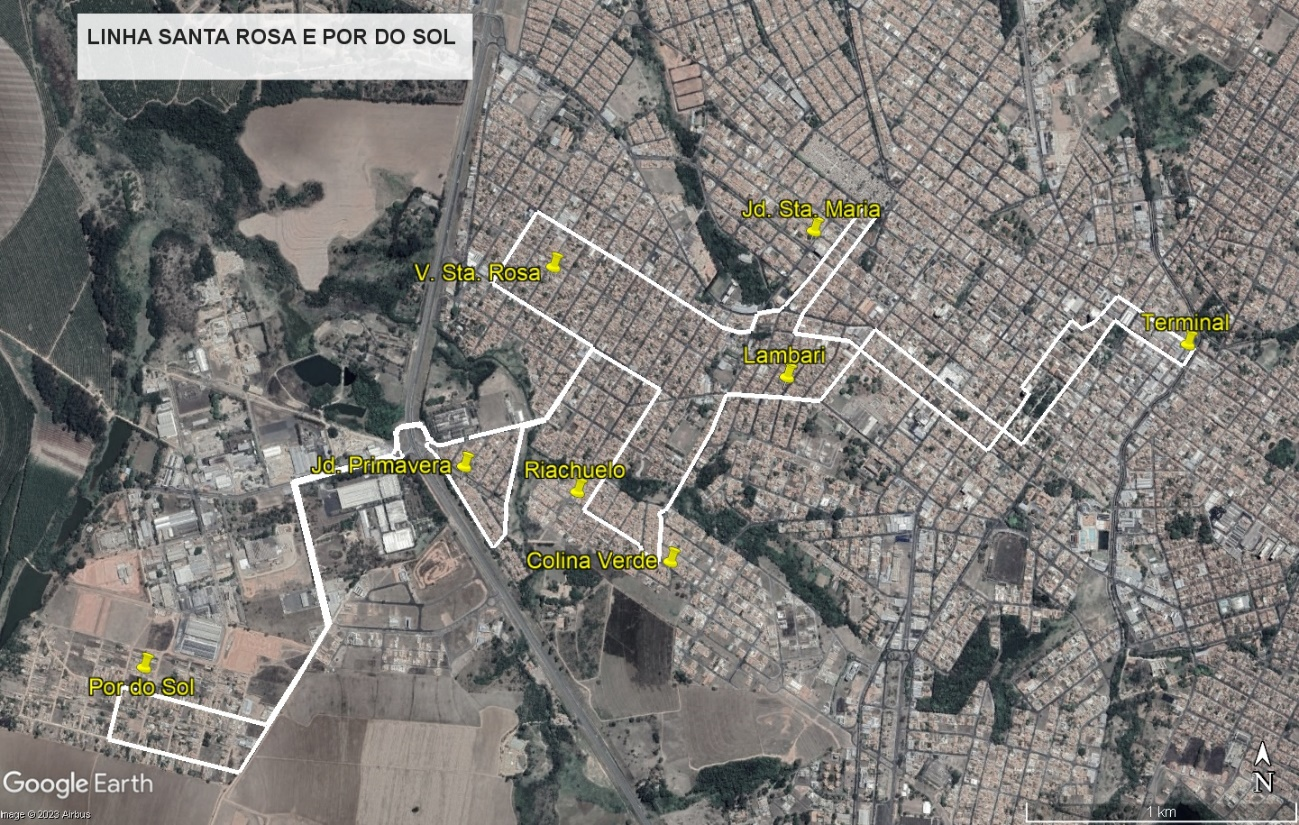 LINHA SANTA ROSA E POR DO SOL
Jd. Sta. Maria
V. Sta. Rosa
Terminal
Lambari
Jd. Primavera
Riachuelo
Colina Verde
Por do Sol
Google Earth
Image © 2023 Airbus
1 km
N